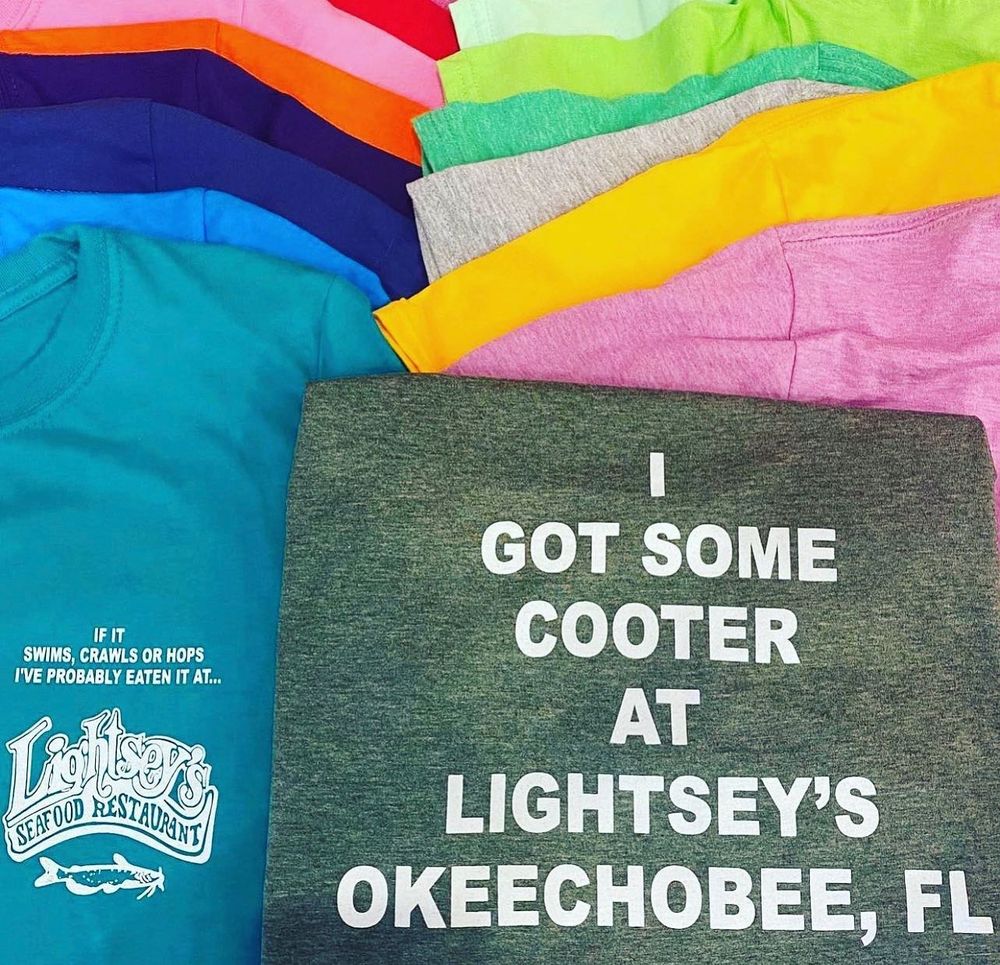 IF IT
SWIMS, CRAWLS OR HOPS
I'VE PROBABLY EATEN IT AT...
Lightsey's
SEAFOOD RESTAURANT
I
GOT SOME
COOTER
AT
LIGHTSEY'S
OKEECHOBEE, FL